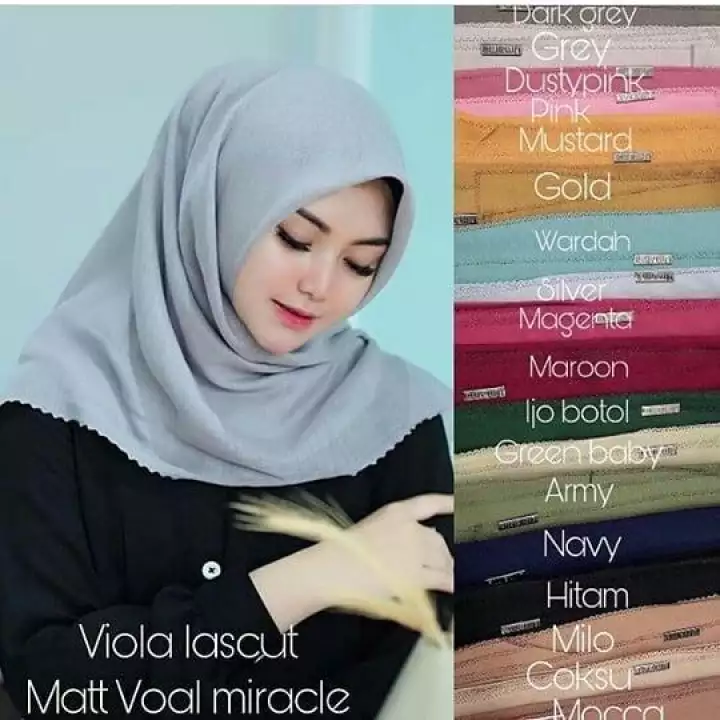 Dark grey
Grey
Dustypink
Pink
Mustard
Gold
Wardah
Silver
Magenta
Maroon
Ijo botol
Green baby
Army
Navy
Hitam
Milo
Coksu
Mocca
Viola lascut
Matt Voal miracle